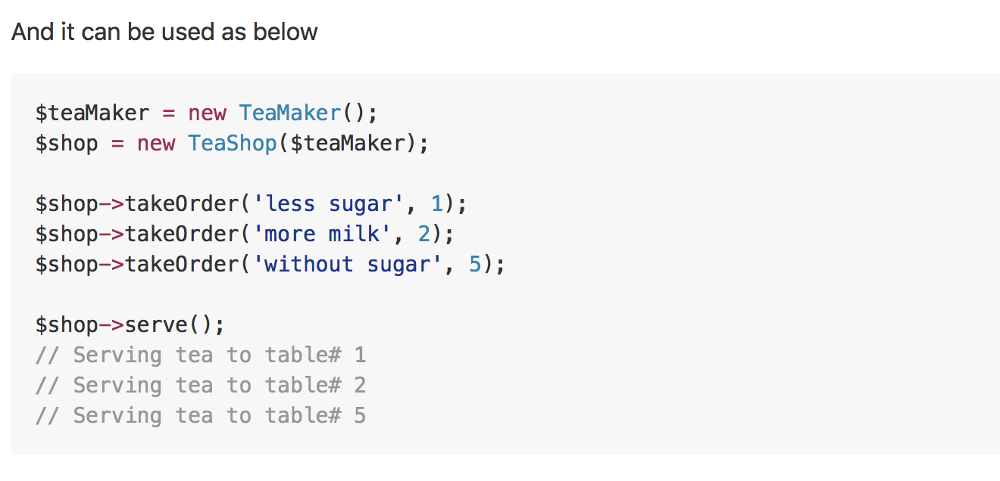 And it can be used as below
$teaMaker = new TeaMaker();
$shop = new TeaShop($teaMaker);
$shop->takeOrder('less sugar', 1);
$shop->takeOrder('more milk', 2);
$shop->takeOrder('without sugar', 5);
$shop->serve();
// Serving tea to table# 1
// Serving tea to table# 2
// Serving tea to table# 5